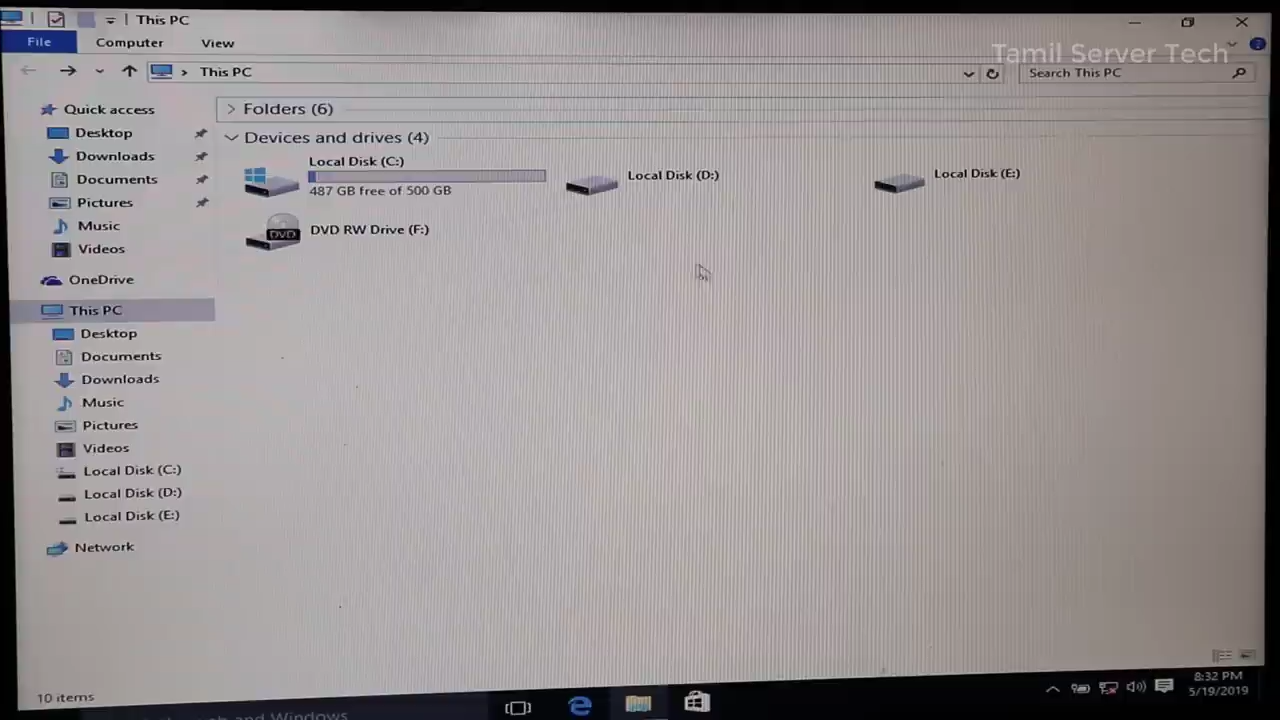 This PC
Tamil Server Tech
File
Computer
View
This PC
Search This PC
Quick access
Desktop
Downloads
Documents
Pictures
Music
Videos
OneDrive
This PC
Desktop
Documents
Downloads
Music
Pictures
Videos
Local Disk (C:)
Local Disk (D:)
Local Disk (E:)
Network
Folders (6)
Devices and drives (4)
Local Disk (C:)
487 GB free of 500 GB
Local Disk (D:)
Local Disk (E:)
DVD
DVD RW Drive (F:)
10 items
and Windows
8:32 PM
5/19/2019